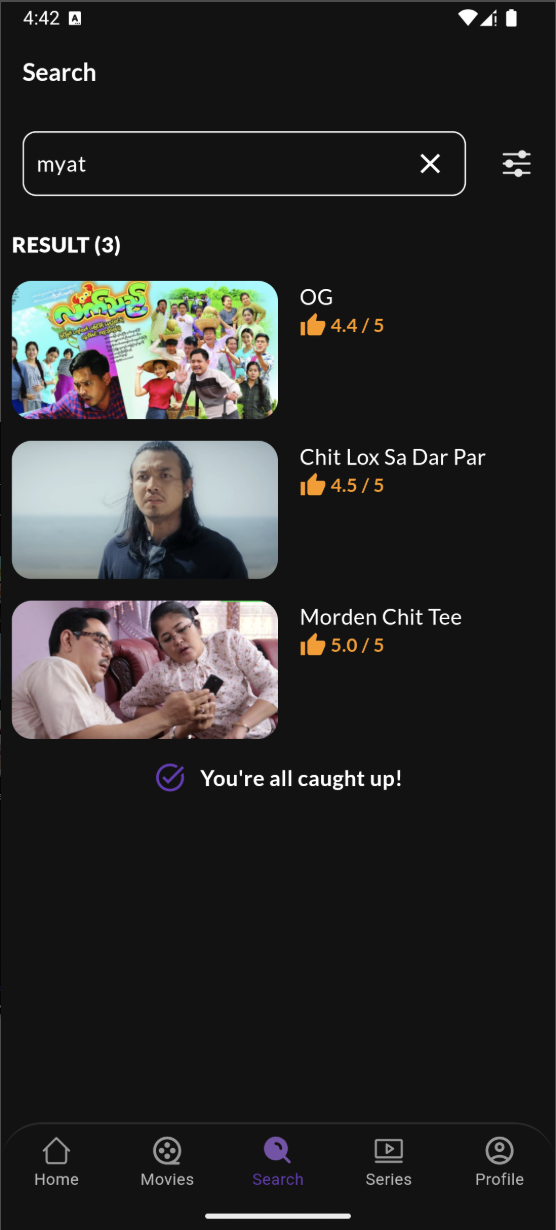 4:42
Search
myat
RESULT (3)
OG
4.4 / 5
Chit Lox Sa Dar Par
4.5 / 5
Morden Chit Tee
5.0 / 5
You're all caught up!
Home
Movies
Search
Series
Profile